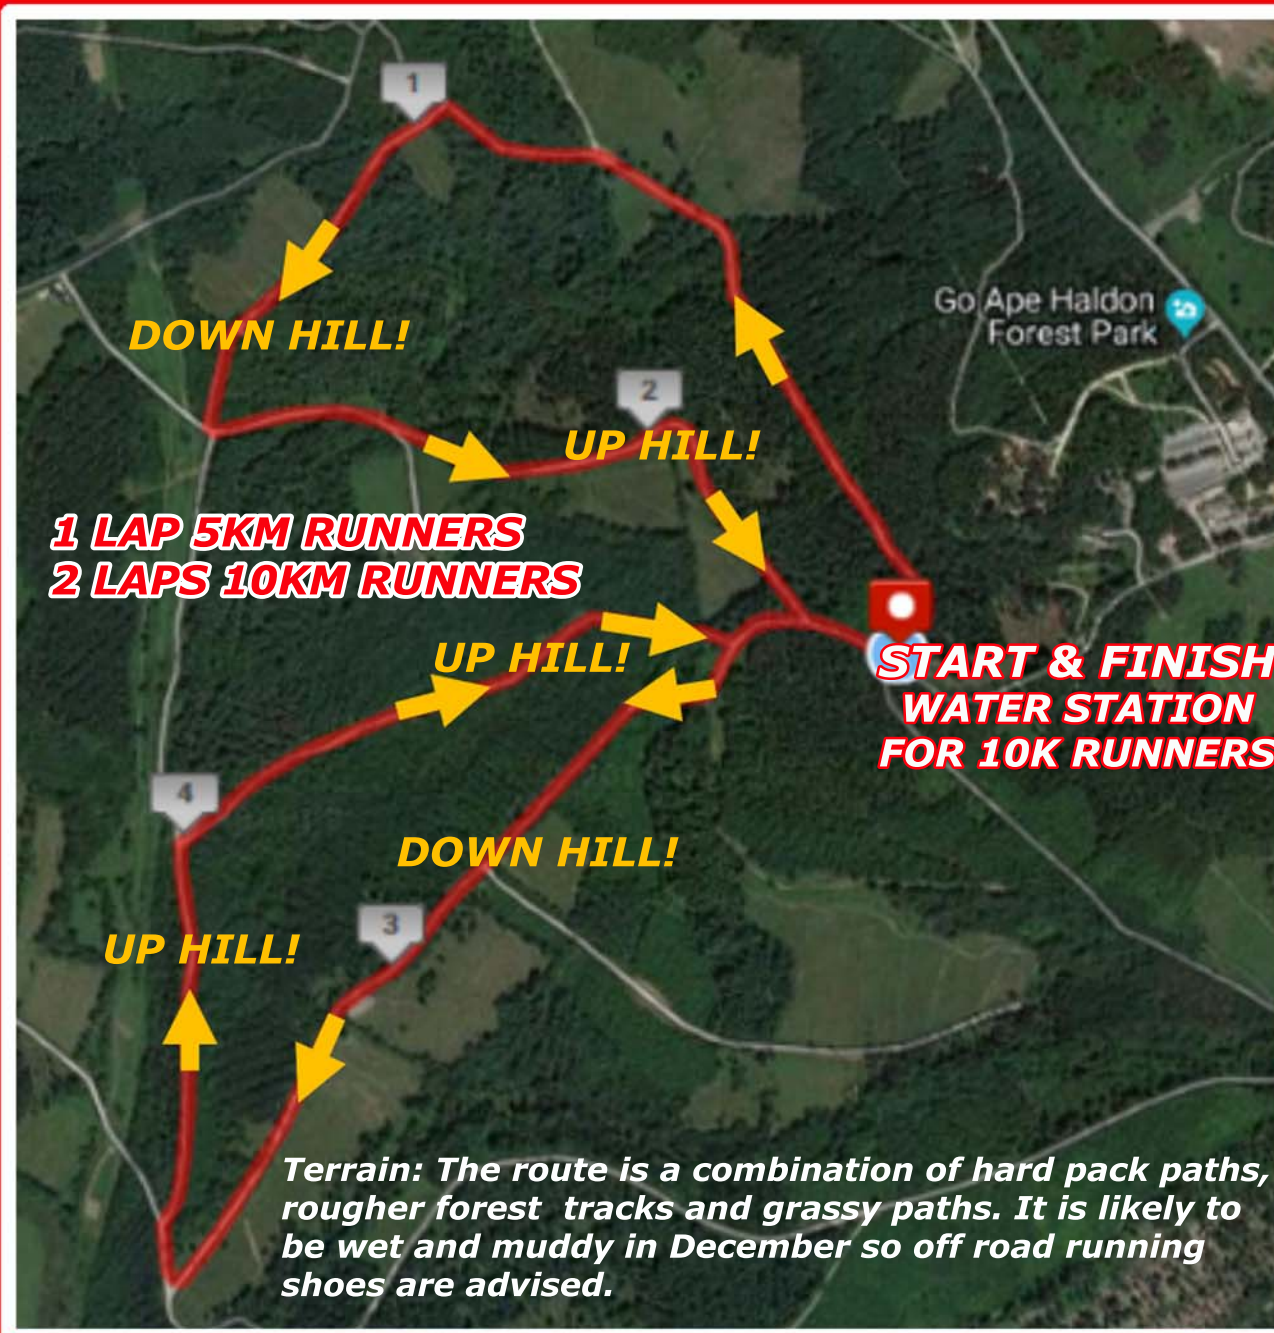 1
Go Ape Haldon
Forest Park
DOWN HILL!
2
UP HILL!
1 LAP 5KM RUNNERS
2 LAPS 10KM RUNNERS
UP HILL!
START & FINISH
WATER STATION
FOR 10K RUNNERS
4
DOWN HILL!
3
UP HILL!
Terrain: The route is a combination of hard pack paths,
rougher forest  tracks and grassy paths. It is likely to
be wet and muddy in December so off road running
shoes are advised.